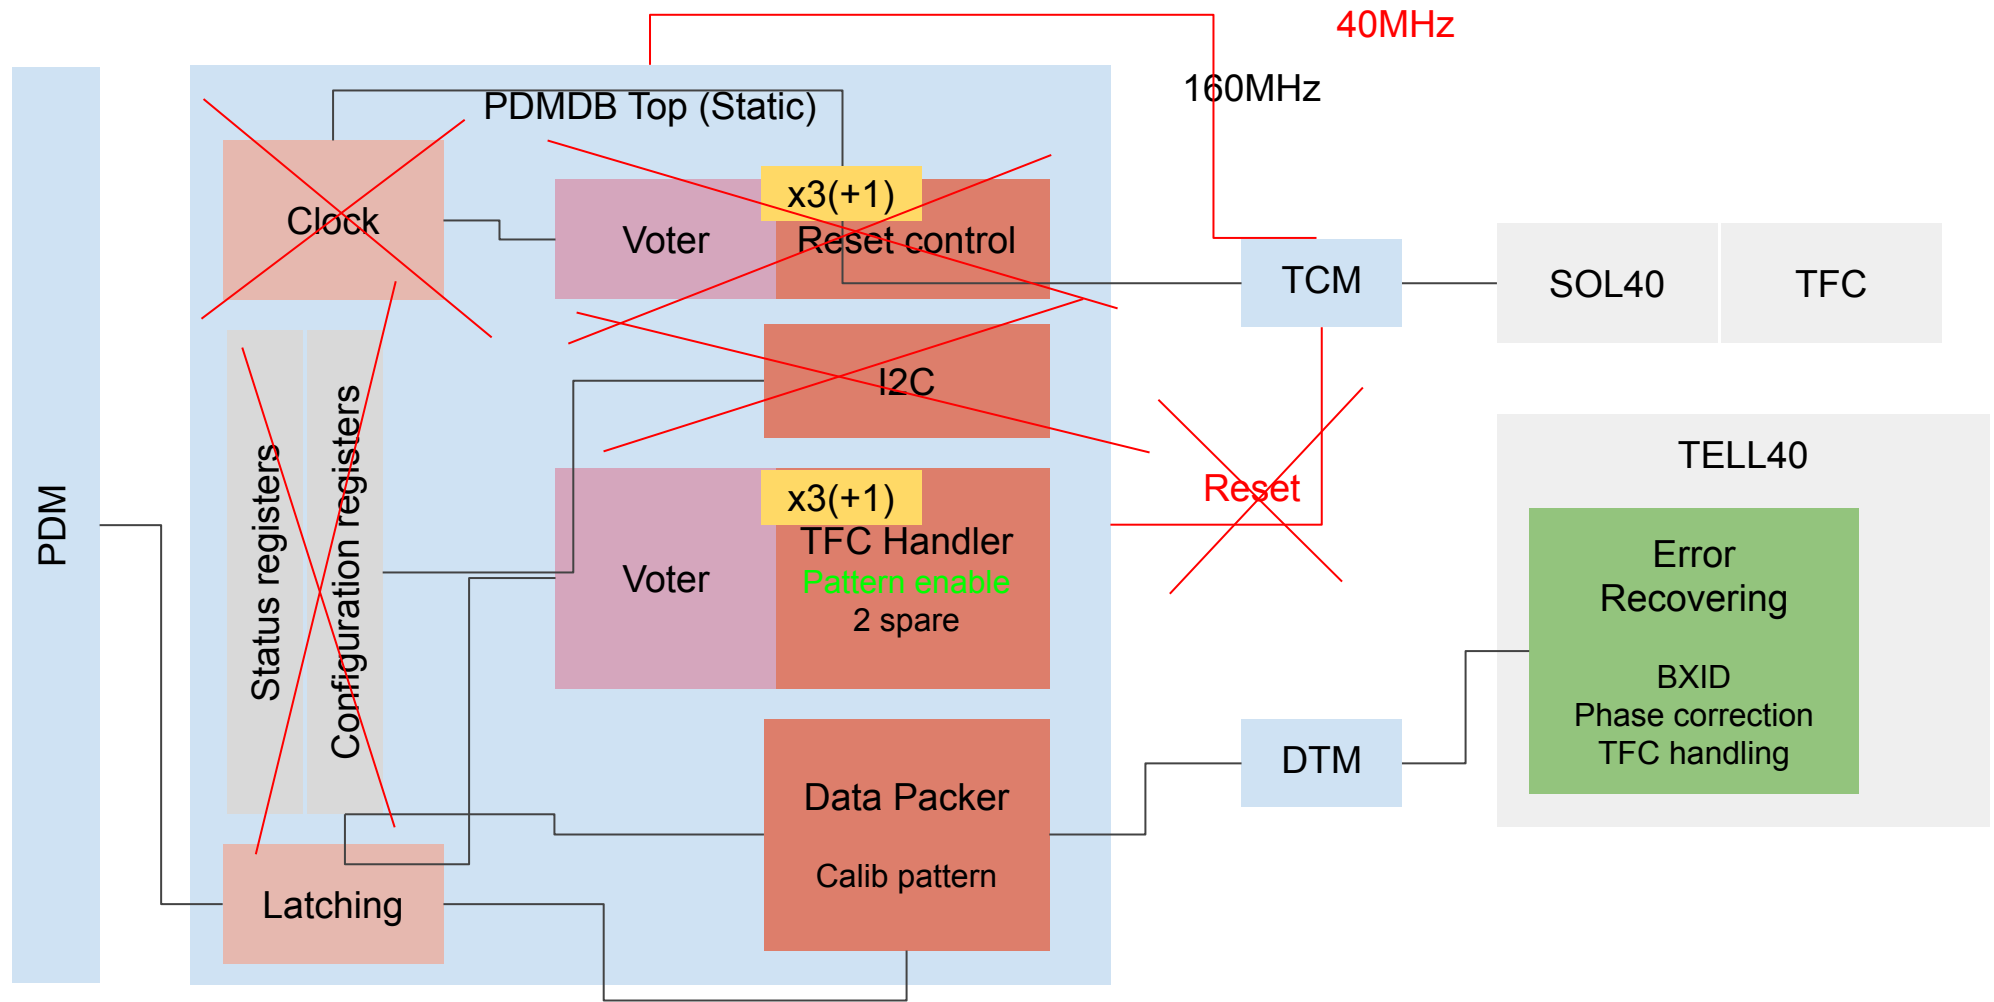 40MHz
160MHz
PDMDB Top (Static)
Clock
Voter
x3(+1)
Reset control
TCM
SOL40
TFC
I2C
PDM
Status registers
Configuration registers
Reset
TELL40
Voter
x3(+1)
TFC Handler
Pattern enable
2 spare
Error
Recovering
BXID
Phase correction
TFC handling
DTM
Data Packer
Calib pattern
Latching